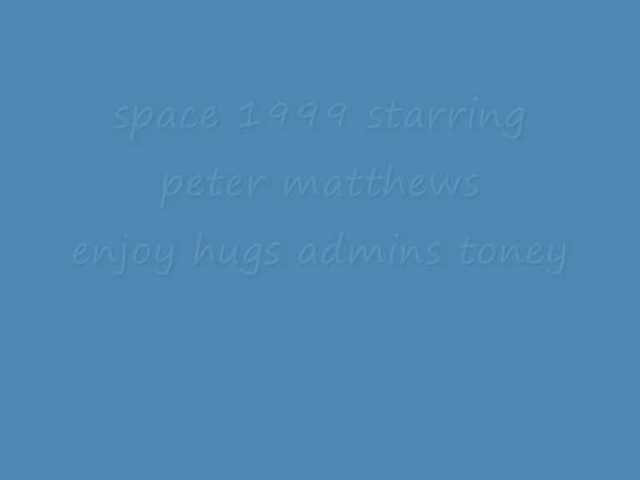 space 1999 starring
peter matthews
enjoy hugs admins toney